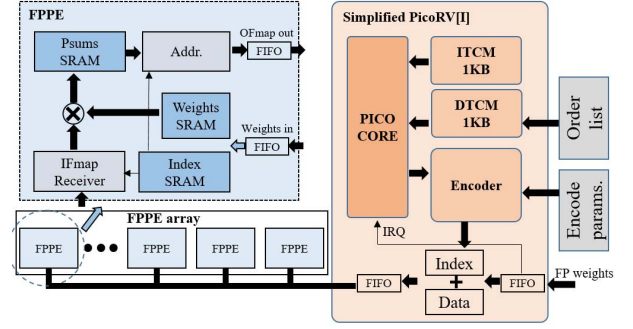 FPPE
Psums
SRAM
Addr.
OFmap out
FIFO
Weights
SRAM
Weights in
FIFO
IFmap
Receiver
Index
SRAM
FPPE array
FPPE
FPPE
FPPE
FPPE
Simplified PicoRV[I]
PICO
CORE
ITCM
1KB
DTCM
1KB
Encoder
IRQ
Index
+
Data
FIFO
FIFO
FP weights
Order
list
Encode
params.